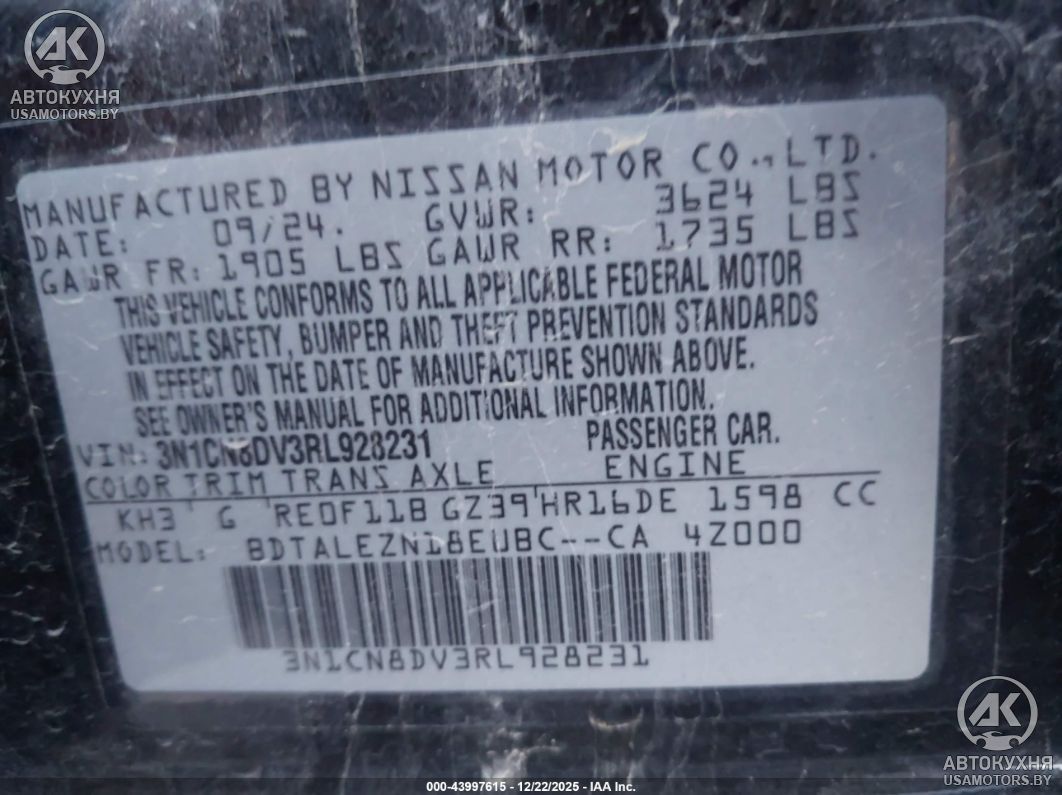 AK
АВТОКУХНЯ
USAMOTORS.BY
MANUFACTURED BY NISSAN MOTOR CO., LTD.
DATE: 09/24. GVWR: 3624 LBS
GAWR FR: 1905 LBS GAWR RR: 1735 LBS
THIS VEHICLE CONFORMS TO ALL APPLICABLE FEDERAL MOTOR
VEHICLE SAFETY, BUMPER AND THEFT PREVENTION STANDARDS
IN EFFECT ON THE DATE OF MANUFACTURE SHOWN ABOVE.
SEE OWNER'S MANUAL FOR ADDITIONAL INFORMATION.
VIN: 3N1CN8DV3RL928231 PASSENGER CAR.
COLOR TRIM TRANS AXLE ENGINE
KH3 G RE0F11B GZ39 HR16DE 1598 CC
MODEL: BDTALEZN18EUBC--CA 4Z000
3N1CN8DV3RL928231
AK
АВТОКУХНЯ
USAMOTORS.BY
000-43997615 - 12/22/2025 - IAA Inc.